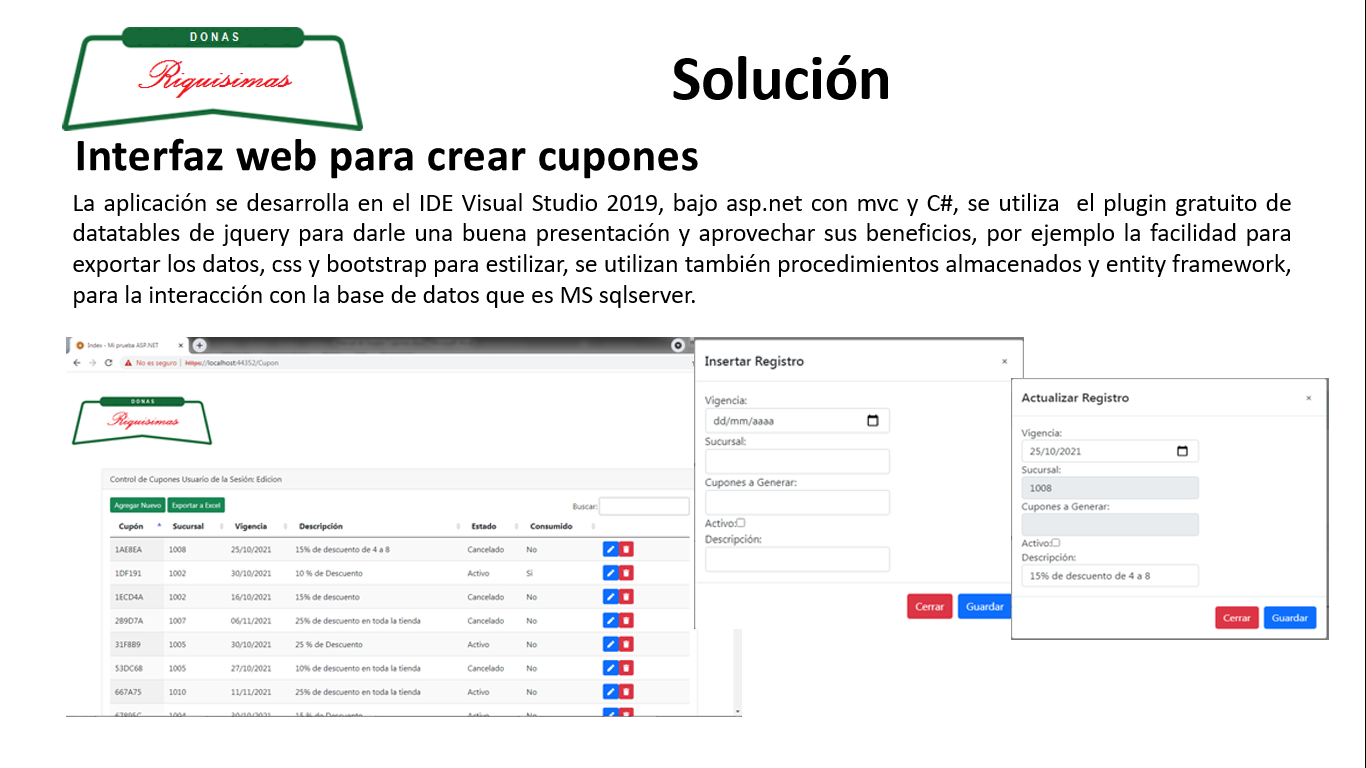 DONAS
Riquisimas
Solución
Interfaz web para crear cupones
La aplicación se desarrolla en el IDE Visual Studio 2019, bajo asp.net con mvc y C#, se utiliza  el plugin gratuito de
datatables de jquery para darle una buena presentación y aprovechar sus beneficios, por ejemplo la facilidad para
exportar los datos, css y bootstrap para estilizar, se utilizan también procedimientos almacenados y entity framework,
para la interacción con la base de datos que es MS sqlserver.
Index - Mi prueba ASP.NET
No es seguro | https://localhost:44352/Cupon
DONAS
Riquisimas
Control de Cupones Usuario de la Sesión: Edicion
Agregar Nuevo Exportar a Excel Buscar:
Cupón Sucursal Vigencia Descripción Estado Consumido
1AE8EA 1008 25/10/2021 15% de descuento de 4 a 8 Cancelado No
1DF191 1002 30/10/2021 10 % de Descuento Activo Si
1ECD4A 1002 16/10/2021 15% de descuento Cancelado No
2B9D7A 1007 06/11/2021 25% de descuento en toda la tienda Cancelado No
31F8B9 1005 30/10/2021 25 % de Descuento Activo No
53DC68 1005 27/10/2021 10% de descuento en toda la tienda Cancelado No
667A75 1010 11/11/2021 25% de descuento en toda la tienda Activo No
1004 30/10/2021 15 % de Descuento Activo No
Insertar Registro ×
Vigencia:
dd/mm/aaaa
Sucursal:
Cupones a Generar:
Activo:
Descripción:
Cerrar Guardar
Actualizar Registro ×
Vigencia:
25/10/2021
Sucursal:
1008
Cupones a Generar:
Activo:
Descripción:
15% de descuento de 4 a 8
Cerrar Guardar